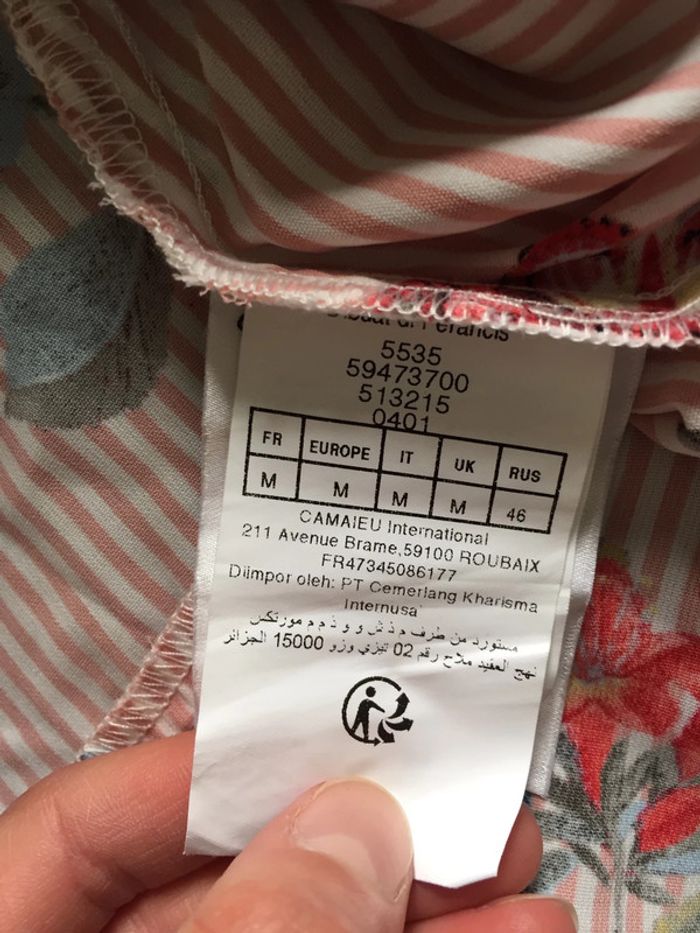 5535
59473700
513215
0401
FR EUROPE IT UK RUS
M M M M 46
CAMAIEU International
211 Avenue Brame,59100 ROUBAIX
FR47345086177
Diimpor oleh: PT Cemerlang Kharisma
Internusa
مستورد من طرف م ذ ش و و ذ م م مورتكس
نهج العقيد ملاح رقم 02 تيزي وزو 15000 الجزائر